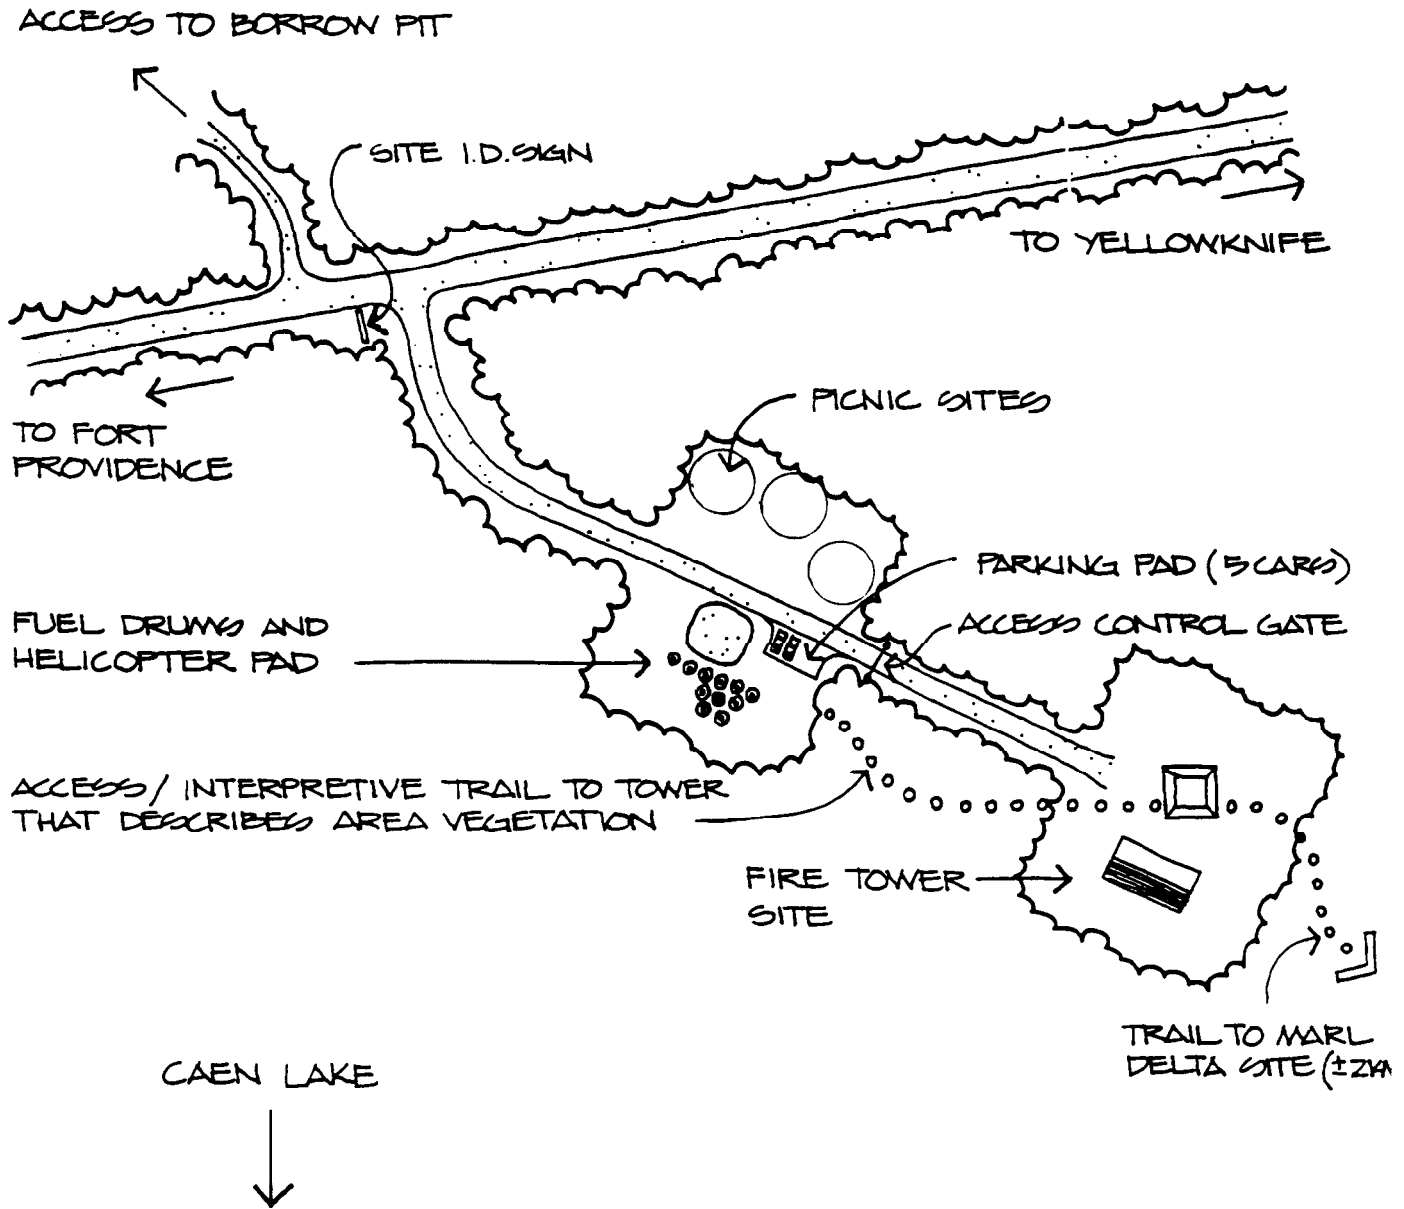 ACCESS TO BORROW PIT
SITE I.D. SIGN
TO YELLOWKNIFE
TO FORT
PROVIDENCE
PICNIC SITES
PARKING PAD (5 CARS)
ACCESS CONTROL GATE
FUEL DRUMS AND
HELICOPTER PAD
ACCESS / INTERPRETIVE TRAIL TO TOWER
THAT DESCRIBES AREA VEGETATION
FIRE TOWER
SITE
TRAIL TO MARL
DELTA SITE (±2KM
CAEN LAKE